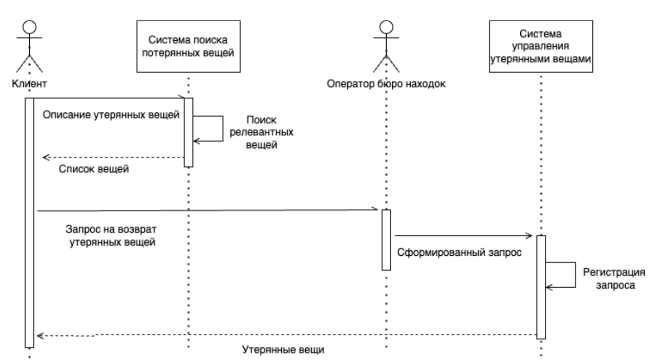 Система поиска
потерянных вещей
Система
управления
утерянными вещами
Клиент
Оператор бюро находок
Описание утерянных вещей
Поиск
релевантных
вещей
Список вещей
Запрос на возврат
утерянных вещей
Сформированный запрос
Регистрация
запроса
Утерянные вещи